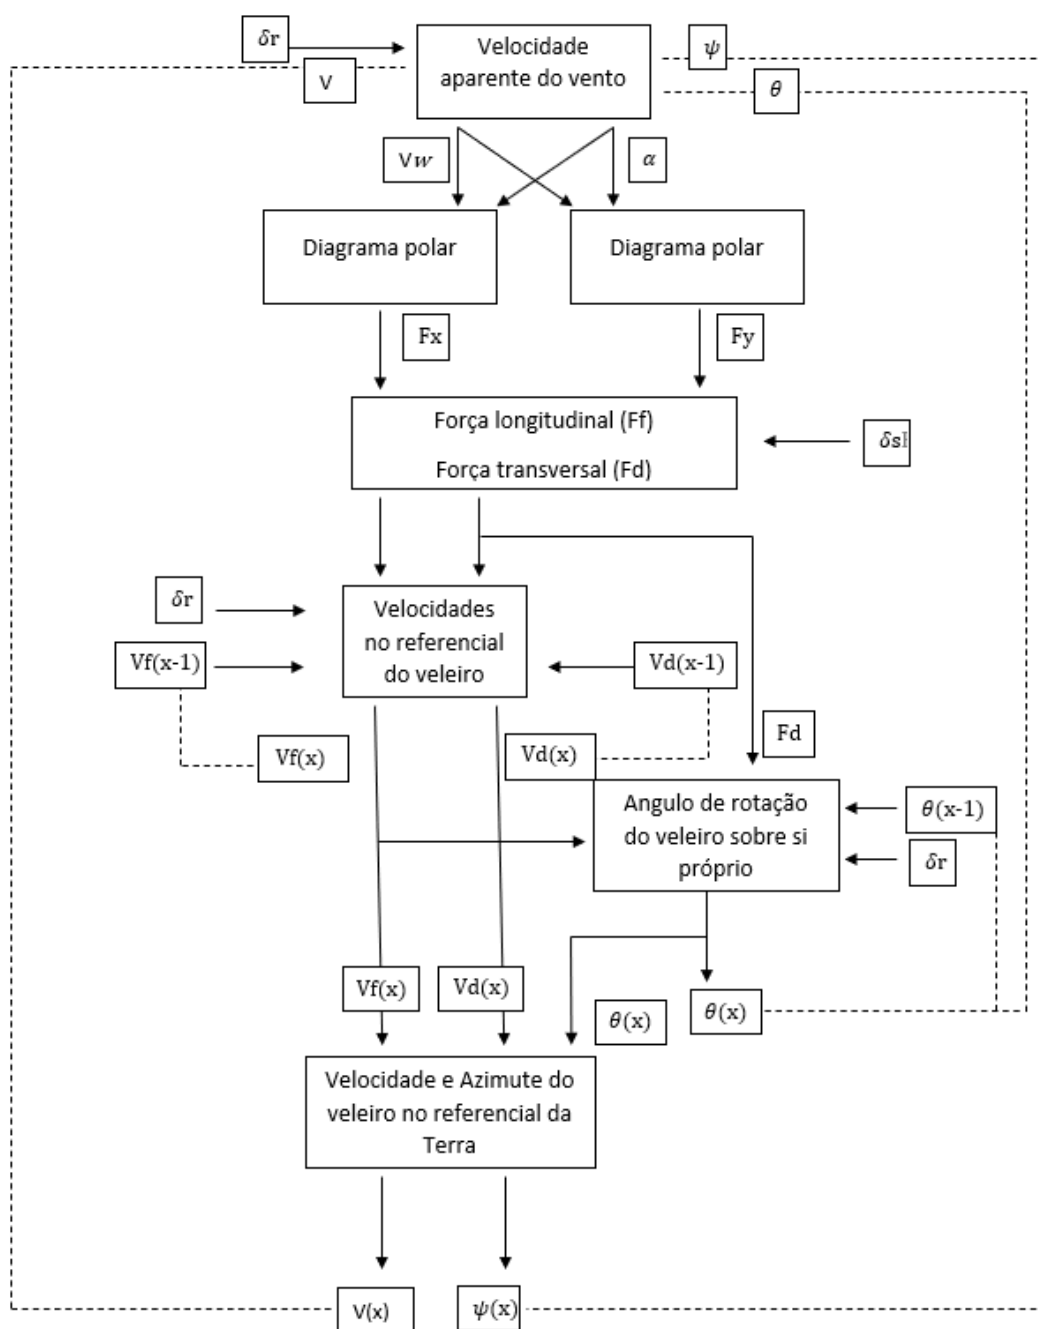 δr
Velocidade
aparente do vento
ψ
V
θ
Vw
α
Diagrama polar
Diagrama polar
Fx
Fy
Força longitudinal (Ff)
Força transversal (Fd)
δs
δr
Velocidades
no referencial
do veleiro
Vf(x-1)
Vd(x-1)
Vf(x)
Vd(x)
Fd
Angulo de rotação
do veleiro sobre si
próprio
θ(x-1)
δr
Vf(x)
Vd(x)
θ(x)
θ(x)
Velocidade e Azimute do
veleiro no referencial da
Terra
V(x)
ψ(x)